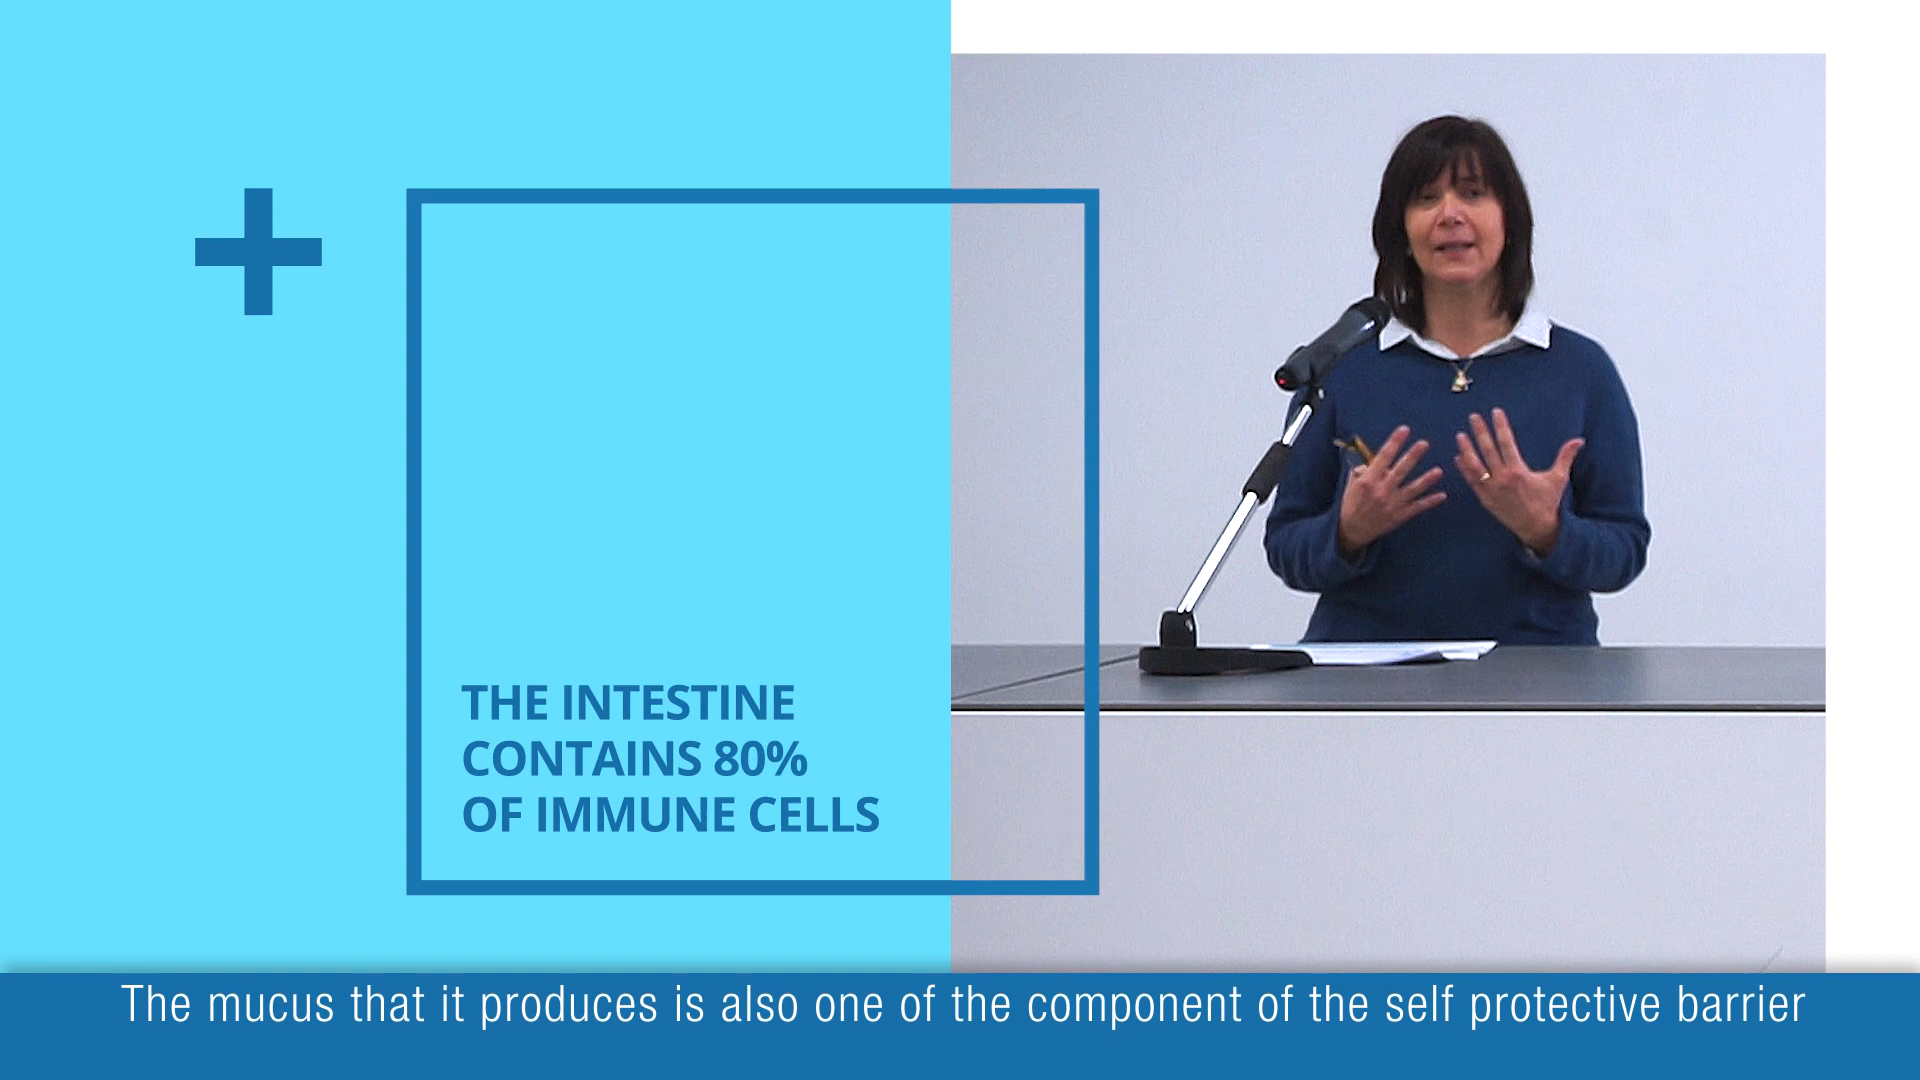 THE INTESTINE
CONTAINS 80%
OF IMMUNE CELLS
The mucus that it produces is also one of the component of the self protective barrier